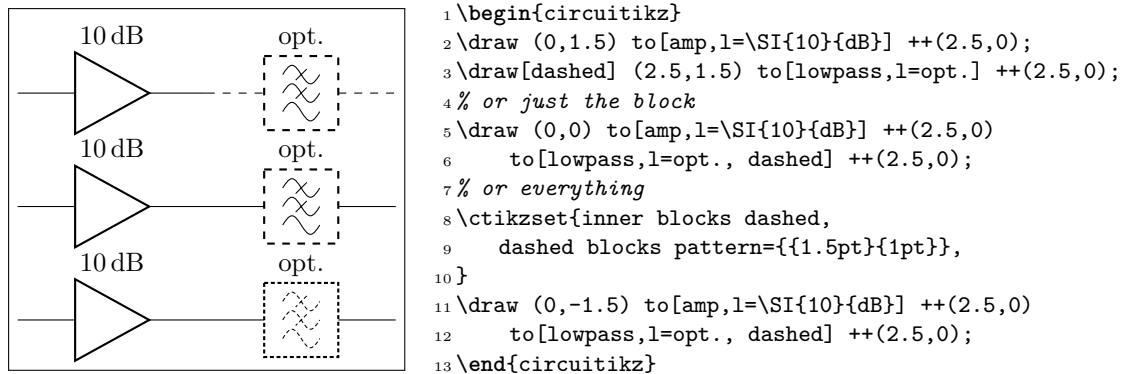 10 dB
opt.
10 dB
opt.
10 dB
opt.
1 \begin{circuitikz}
2 \draw (0,1.5) to[amp,l=\SI{10}{dB}] ++(2.5,0);
3 \draw[dashed] (2.5,1.5) to[lowpass,l=opt.] ++(2.5,0);
4 % or just the block
5 \draw (0,0) to[amp,l=\SI{10}{dB}] ++(2.5,0)
6     to[lowpass,l=opt., dashed] ++(2.5,0);
7 % or everything
8 \ctikzset{inner blocks dashed,
9    dashed blocks pattern={{1.5pt}{1pt}},
10 }
11 \draw (0,-1.5) to[amp,l=\SI{10}{dB}] ++(2.5,0)
12     to[lowpass,l=opt., dashed] ++(2.5,0);
13 \end{circuitikz}